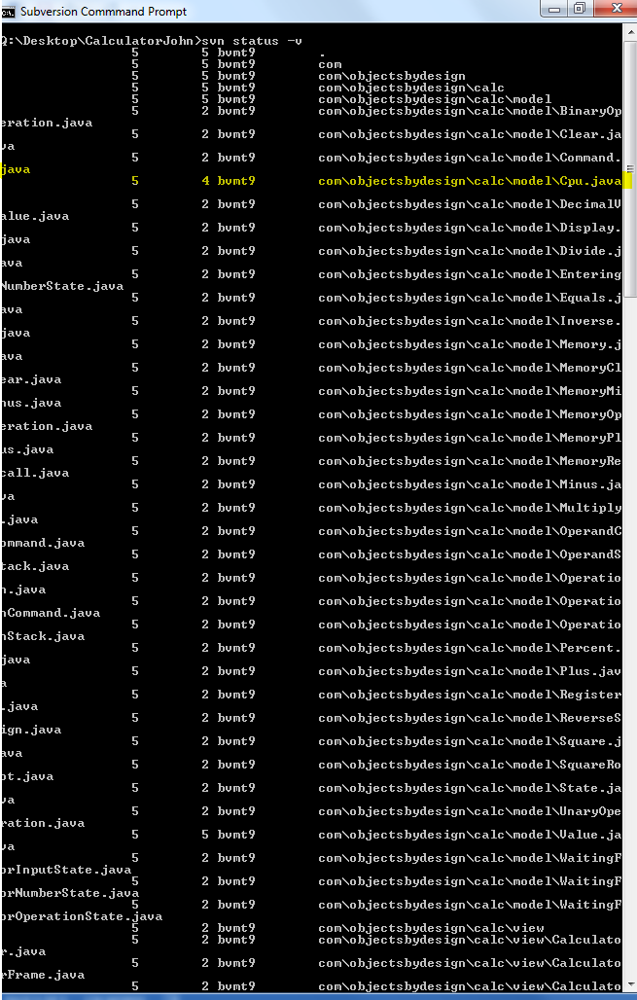 Subversion Commmand Prompt
Q:\Desktop\CalculatorJohn>svn status -v
5 5 bvmt9 .
5 5 bvmt9 com
5 5 bvmt9 com\objectsbydesign
5 5 bvmt9 com\objectsbydesign\calc
5 5 bvmt9 com\objectsbydesign\calc\model
5 2 bvmt9 com\objectsbydesign\calc\model\BinaryOp
eration.java
5 2 bvmt9 com\objectsbydesign\calc\model\Clear.ja
va
5 2 bvmt9 com\objectsbydesign\calc\model\Command.
java
5 4 bvmt9 com\objectsbydesign\calc\model\Cpu.java
5 2 bvmt9 com\objectsbydesign\calc\model\DecimalV
alue.java
5 2 bvmt9 com\objectsbydesign\calc\model\Display.
java
5 2 bvmt9 com\objectsbydesign\calc\model\Divide.j
ava
5 2 bvmt9 com\objectsbydesign\calc\model\Entering
NumberState.java
5 2 bvmt9 com\objectsbydesign\calc\model\Equals.j
ava
5 2 bvmt9 com\objectsbydesign\calc\model\Inverse.
java
5 2 bvmt9 com\objectsbydesign\calc\model\Memory.j
ava
5 2 bvmt9 com\objectsbydesign\calc\model\MemoryCl
ear.java
5 2 bvmt9 com\objectsbydesign\calc\model\MemoryMi
nus.java
5 2 bvmt9 com\objectsbydesign\calc\model\MemoryOp
eration.java
5 2 bvmt9 com\objectsbydesign\calc\model\MemoryPl
us.java
5 2 bvmt9 com\objectsbydesign\calc\model\MemoryRe
call.java
5 2 bvmt9 com\objectsbydesign\calc\model\Minus.ja
va
5 2 bvmt9 com\objectsbydesign\calc\model\Multiply
.java
5 2 bvmt9 com\objectsbydesign\calc\model\OperandC
ommand.java
5 2 bvmt9 com\objectsbydesign\calc\model\OperandS
tack.java
5 2 bvmt9 com\objectsbydesign\calc\model\Operatio
n.java
5 2 bvmt9 com\objectsbydesign\calc\model\Operatio
nCommand.java
5 2 bvmt9 com\objectsbydesign\calc\model\Operatio
nStack.java
5 2 bvmt9 com\objectsbydesign\calc\model\Percent.
java
5 2 bvmt9 com\objectsbydesign\calc\model\Plus.jav
a
5 2 bvmt9 com\objectsbydesign\calc\model\Register
.java
5 2 bvmt9 com\objectsbydesign\calc\model\ReverseS
ign.java
5 2 bvmt9 com\objectsbydesign\calc\model\Square.j
ava
5 2 bvmt9 com\objectsbydesign\calc\model\SquareRo
ot.java
5 2 bvmt9 com\objectsbydesign\calc\model\State.ja
va
5 2 bvmt9 com\objectsbydesign\calc\model\UnaryOpe
ration.java
5 5 bvmt9 com\objectsbydesign\calc\model\Value.ja
va
5 2 bvmt9 com\objectsbydesign\calc\model\WaitingF
orInputState.java
5 2 bvmt9 com\objectsbydesign\calc\model\WaitingF
orNumberState.java
5 2 bvmt9 com\objectsbydesign\calc\model\WaitingF
orOperationState.java
5 2 bvmt9 com\objectsbydesign\calc\view
5 2 bvmt9 com\objectsbydesign\calc\view\Calculato
r.java
5 2 bvmt9 com\objectsbydesign\calc\view\Calculato
rFrame.java
5 2 bvmt9 com\objectsbydesign\calc\view\Calculato